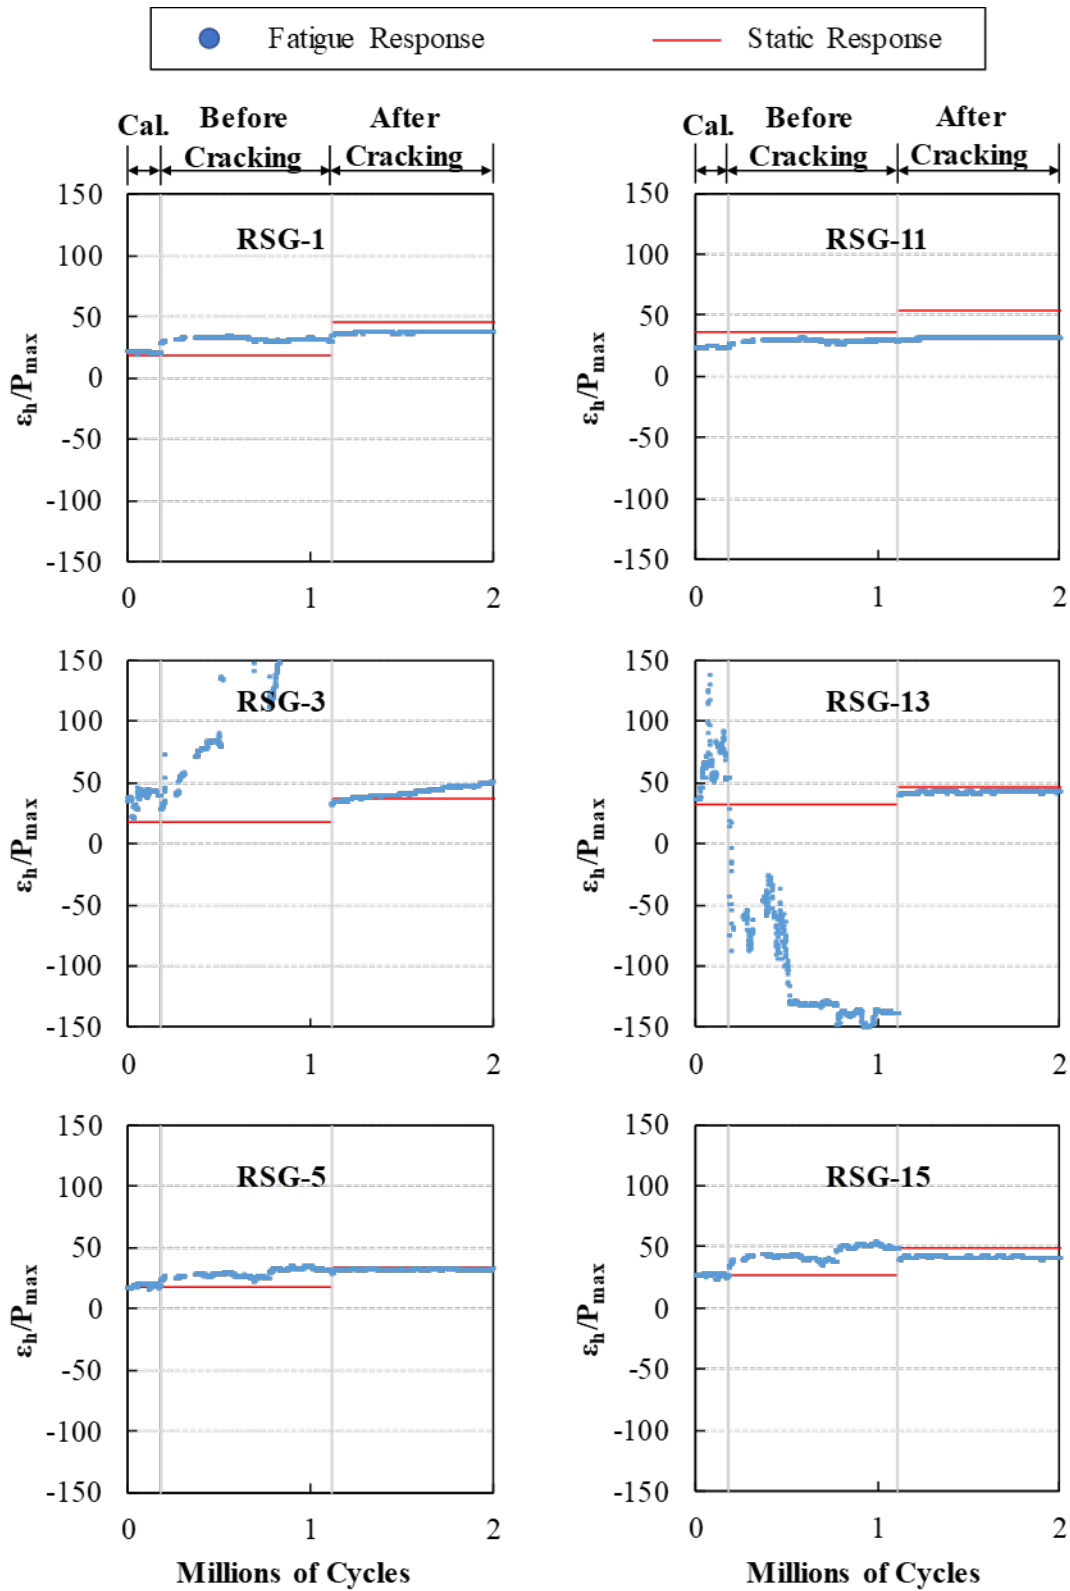 Fatigue Response
Static Response
Cal.
Before
Cracking
After
Cracking
Cal.
Before
Cracking
After
Cracking
RSG-1
150
100
50
0
-50
-100
-150
εh/Pmax
0
1
2
RSG-11
150
100
50
0
-50
-100
-150
εh/Pmax
0
1
2
RSG-3
150
100
50
0
-50
-100
-150
εh/Pmax
0
1
2
RSG-13
150
100
50
0
-50
-100
-150
εh/Pmax
0
1
2
RSG-5
150
100
50
0
-50
-100
-150
εh/Pmax
0
1
2
Millions of Cycles
RSG-15
150
100
50
0
-50
-100
-150
εh/Pmax
0
1
2
Millions of Cycles